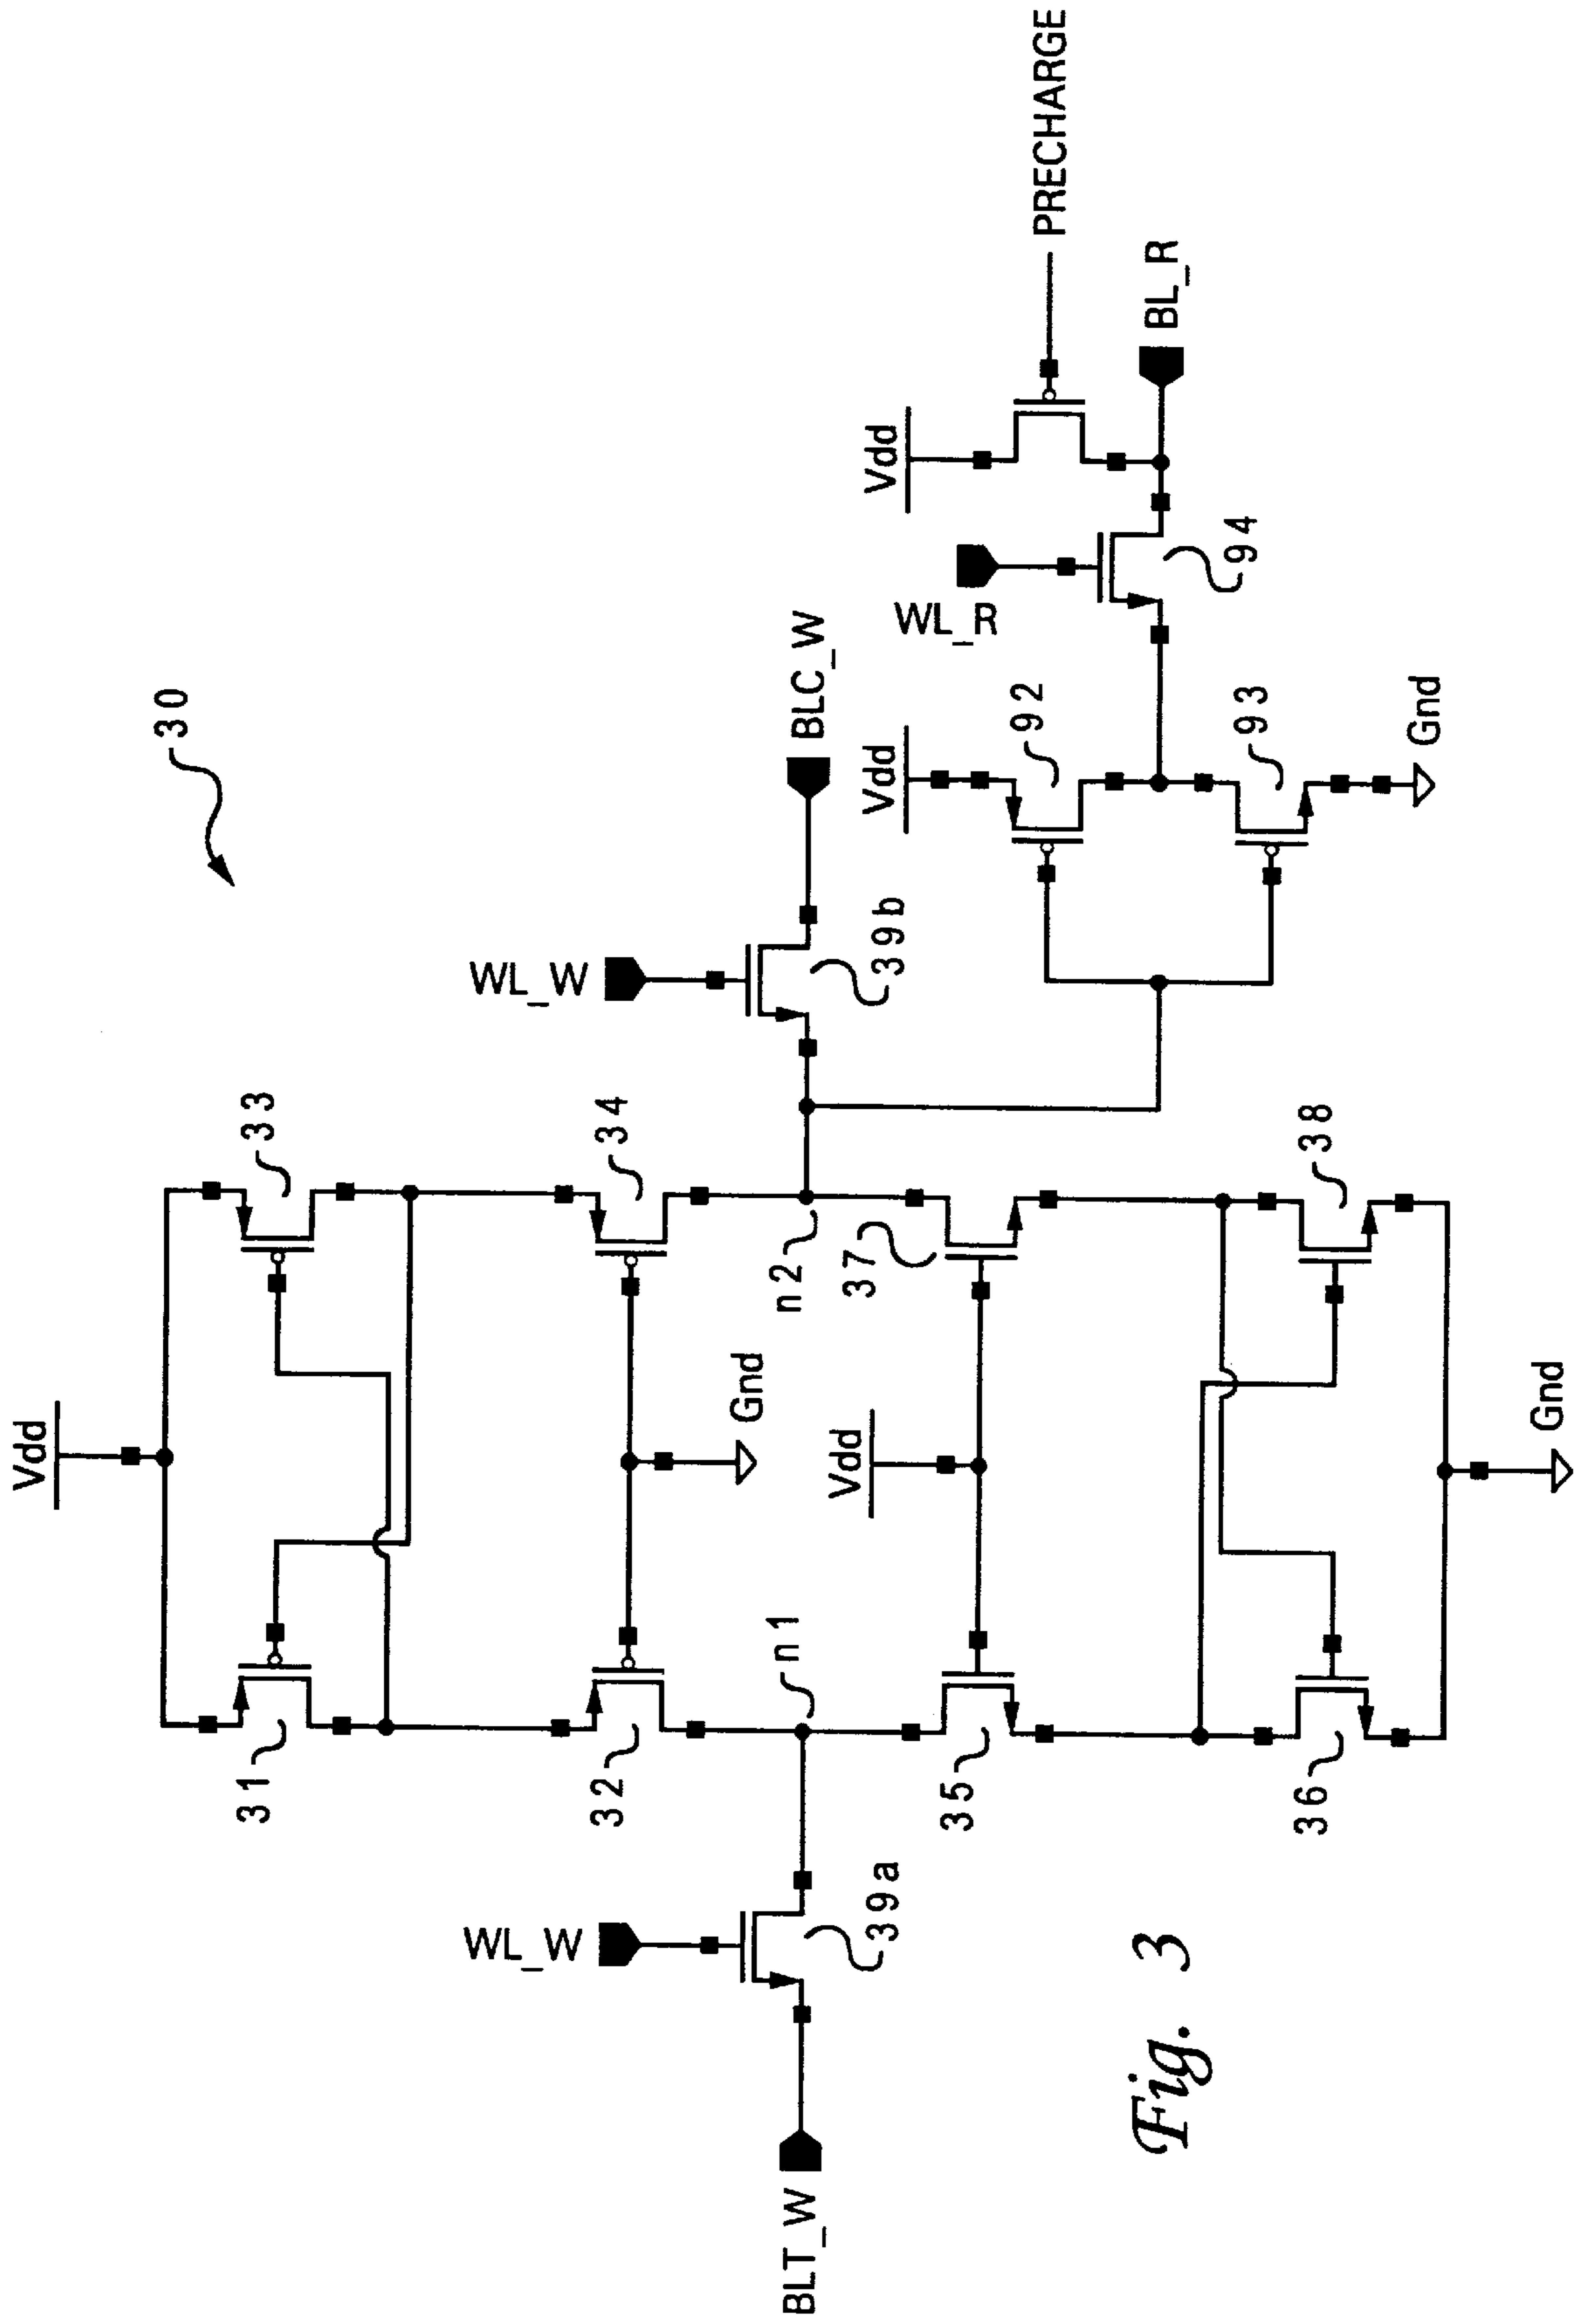 30
Vdd
31
33
32
34
Gnd
WL_W
WL_W
BLT_W
39a
n1
n2
39b
BLC_W
Vdd
35
37
36
38
Gnd
Vdd
92
93
Gnd
WL_R
94
Vdd
PRECHARGE
BL_R
Fig. 3